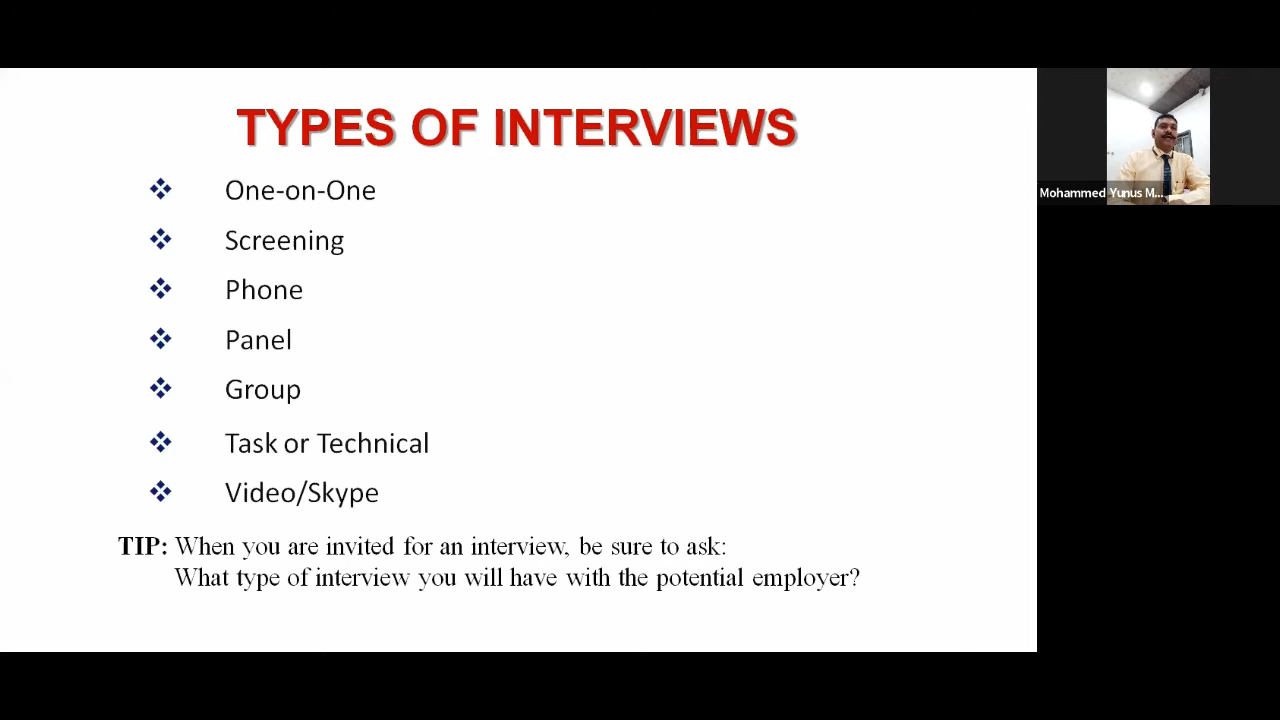 TYPES OF INTERVIEWS
One-on-One
Screening
Phone
Panel
Group
Task or Technical
Video/Skype
TIP: When you are invited for an interview, be sure to ask:
What type of interview you will have with the potential employer?
Mohammed Yunus M...